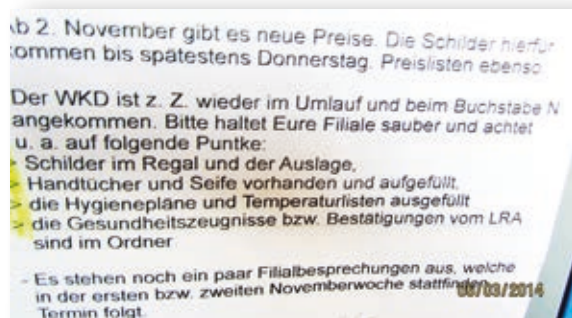 Ab 2. November gibt es neue Preise. Die Schilder hierfür
kommen bis spätestens Donnerstag. Preislisten ebenso.
Der WKD ist z. Z. wieder im Umlauf und beim Buchstabe N
angekommen. Bitte haltet Eure Filiale sauber und achtet
u. a. auf folgende Puntke:
> Schilder im Regal und der Auslage,
> Handtücher und Seife vorhanden und aufgefüllt,
> die Hygienepläne und Temperaturlisten ausgefüllt
> die Gesundheitszeugnisse bzw. Bestätigungen vom LRA
sind im Ordner
- Es stehen noch ein paar Filialbesprechungen aus, welche
in der ersten bzw. zweiten Novemberwoche stattfinden
Termin folgt.
03/2014